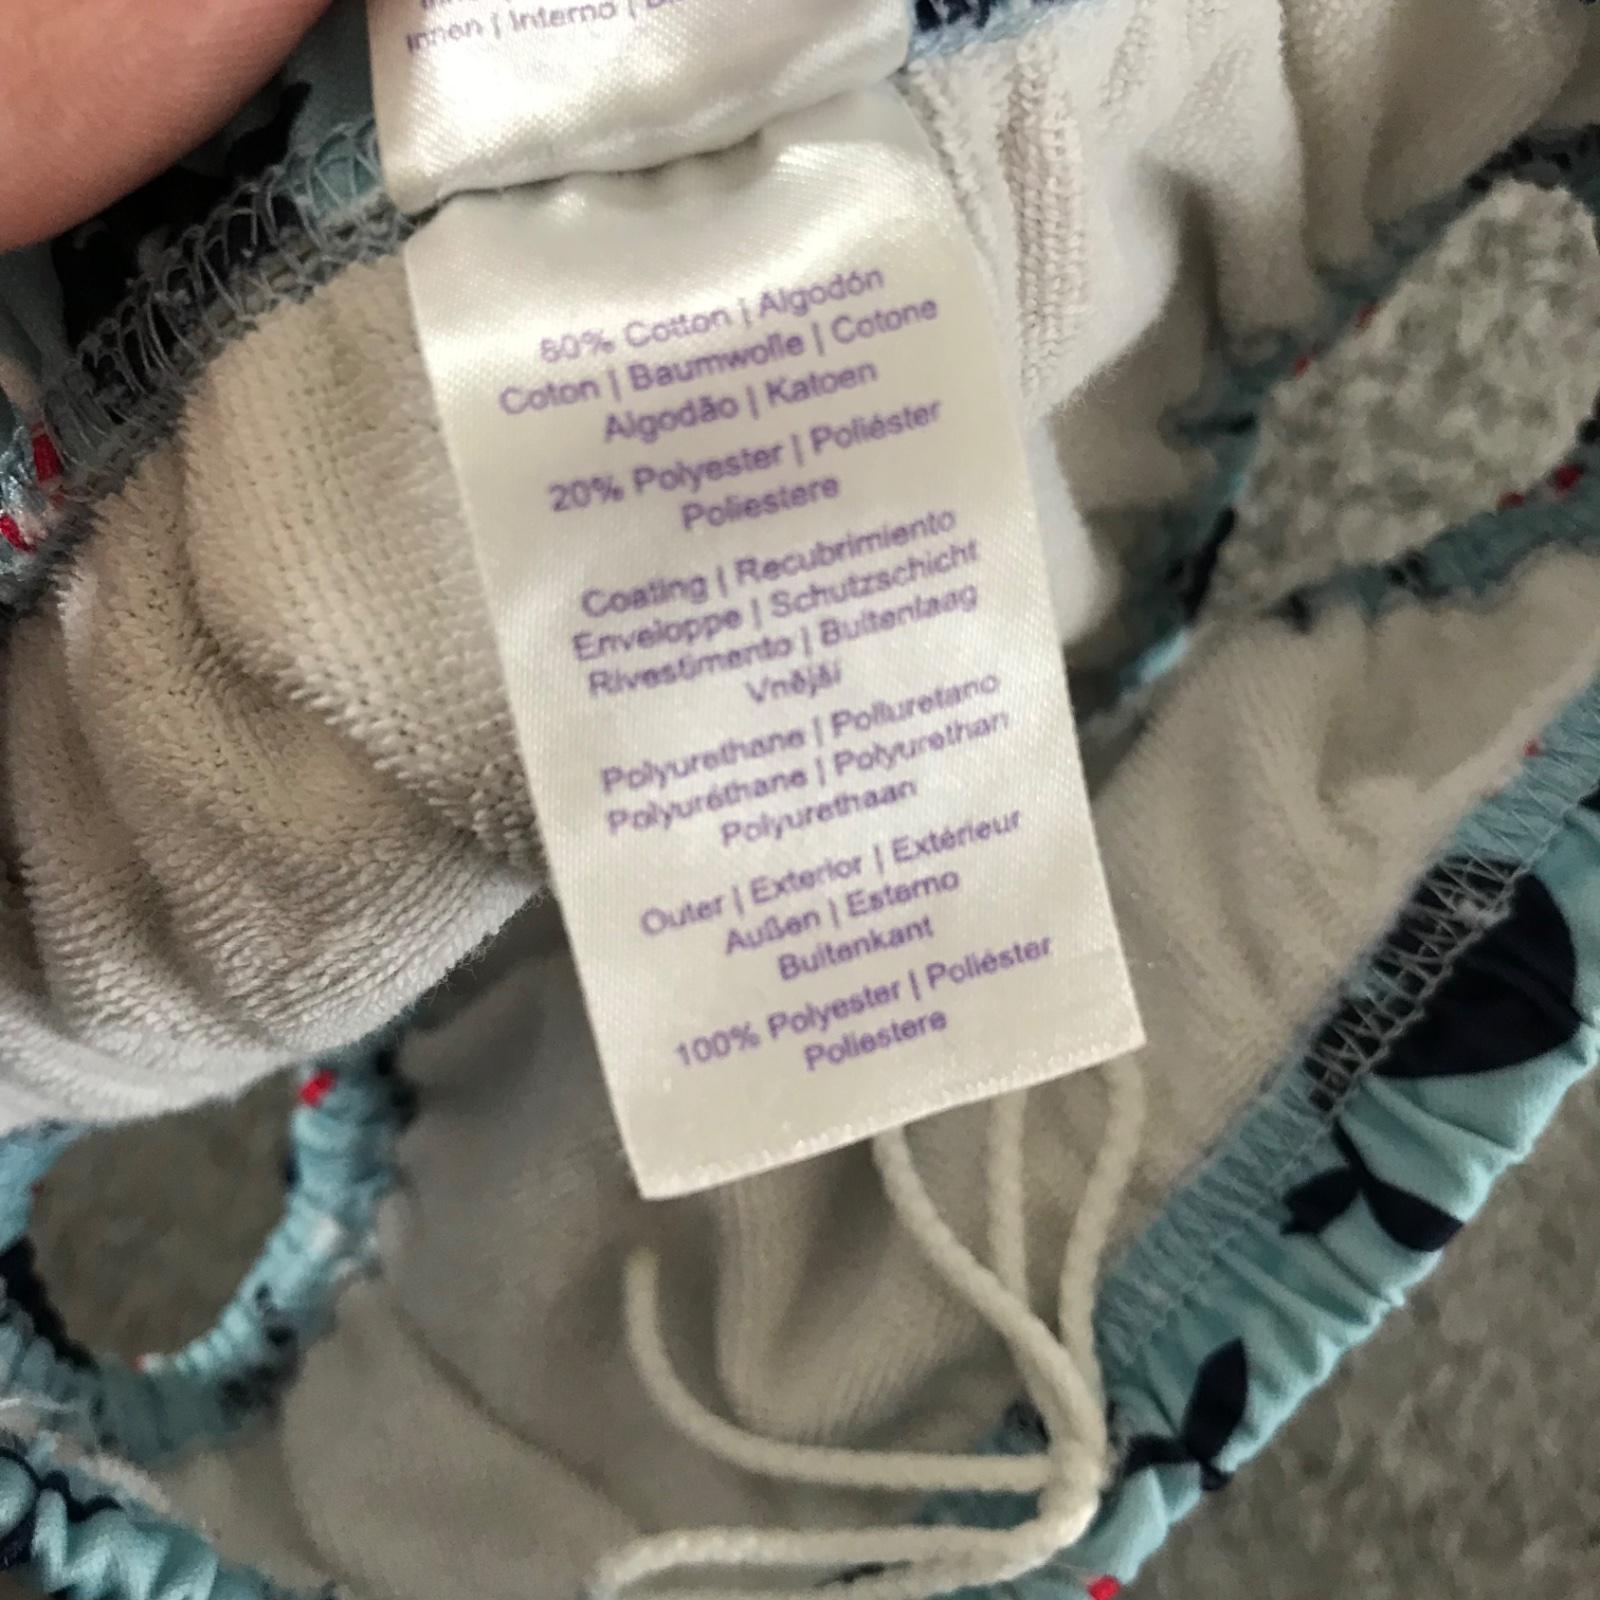 Innen | Interno |
80% Cotton | Algodón
Coton | Baumwolle | Cotone
Algodão | Katoen
20% Polyester | Poliéster
Poliestere
Coating | Recubrimiento
Enveloppe | Schutzschicht
Rivestimento | Buitenlaag
Vnější
Polyurethane | Poliuretano
Polyuréthane | Polyurethan
Polyurethaan
Outer | Exterior | Extérieur
Außen | Esterno
Buitenkant
100% Polyester | Poliéster
Poliestere